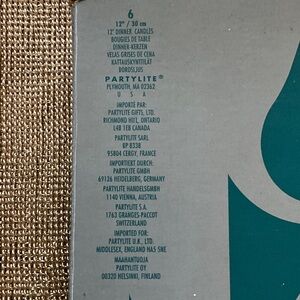 6
12" / 30 cm
12" DINNER CANDLES
BOUGIES DE TABLE
DINNER-KERZEN
VELAS GRISES DE CENA
KATTAUSKYNTTILÄT
BORDSLJUS
PARTYLITE®
PLYMOUTH, MA 02362
U S A
IMPORTÉ PAR:
PARTYLITE GIFTS, LTD.
RICHMOND HILL, ONTARIO
L4B 1E8 CANADA
PARTYLITE SARL
BP 8338
95804 CERGY, FRANCE
IMPORTIERT DURCH:
PARTYLITE GMBH
69126 HEIDELBERG, GERMANY
PARTYLITE HANDELSGMBH
1140 VIENNA, AUSTRIA
PARTYLITE S.A.
1763 GRANGES-PACCOT
SWITZERLAND
IMPORTED FOR:
PARTYLITE U.K., LTD.
MIDDLESEX, ENGLAND HA5 5NE
MAAHANTUOJA
PARTYLITE OY
00320 HELSINKI, FINLAND